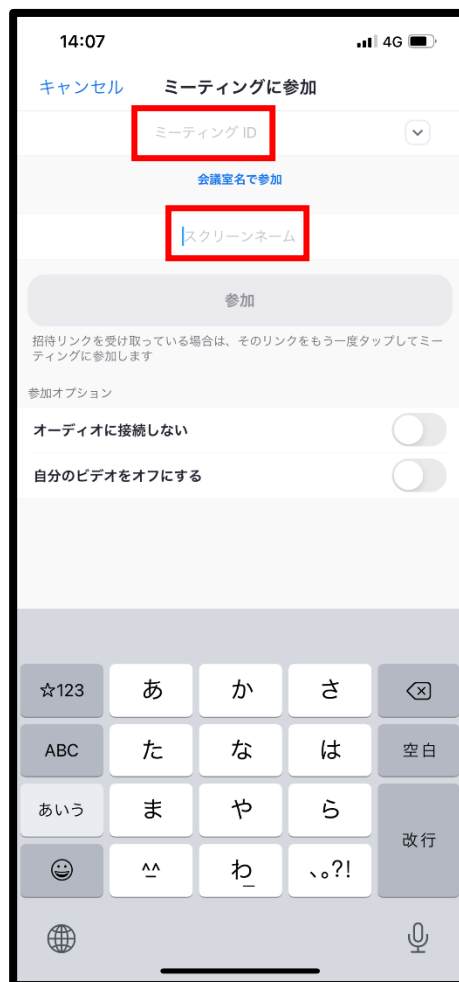 14:07 4G
キャンセル ミーティングに参加
ミーティング ID
会議室名で参加
スクリーンネーム
参加
招待リンクを受け取っている場合は、そのリンクをもう一度タップしてミー
ティングに参加します
参加オプション
オーディオに接続しない
自分のビデオをオフにする
☆123 あ か さ
ABC た な は 空白
あいう ま や ら 改行
^^ わ 、。?!